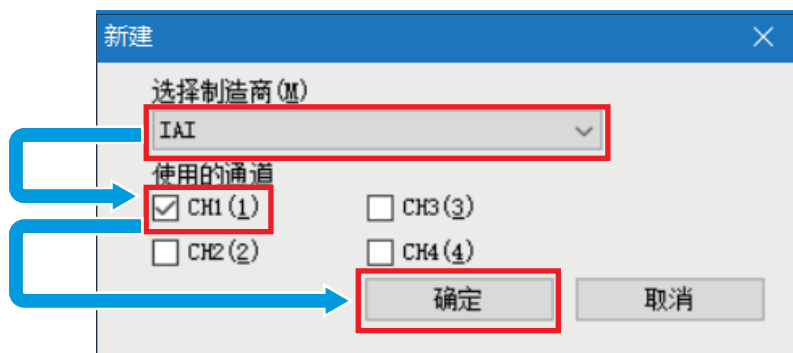 新建
选择制造商(M)
IAI
使用的通道
CH1(1) CH3(3)
CH2(2) CH4(4)
确定 取消